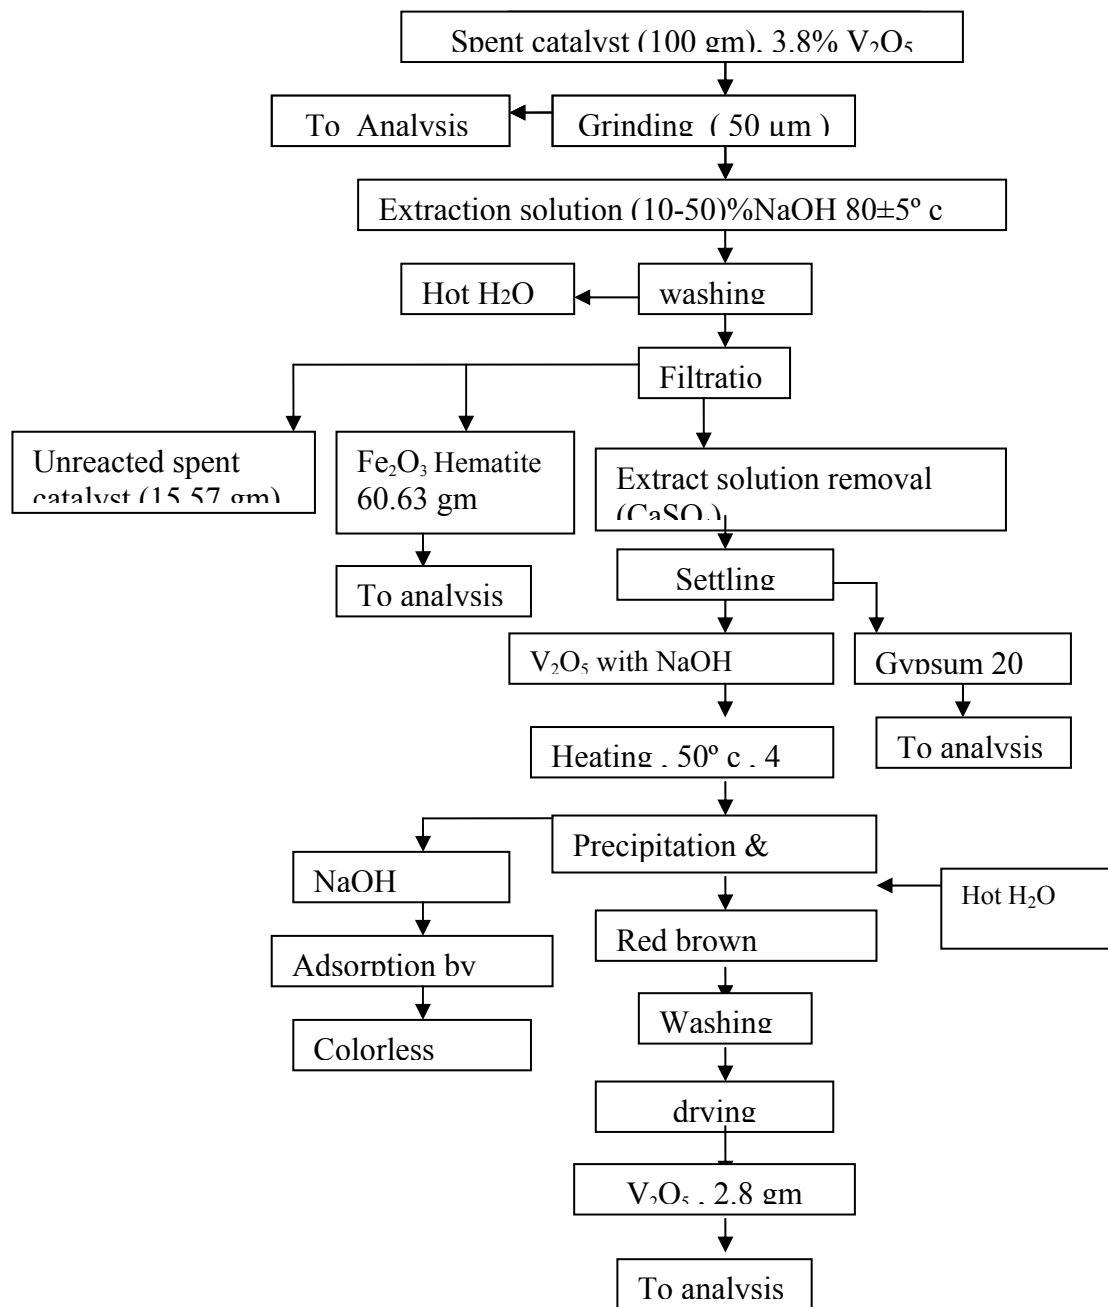 Spent catalyst (100 gm), 3.8% V₂O₅
To Analysis
Grinding ( 50 µm )
Extraction solution (10-50)%NaOH 80±5º c
Hot H2O
washing
Filtratio
Unreacted spent
catalyst (15.57 gm)
Fe₂O₃ Hematite
60.63 gm
Extract solution removal
(CaSO₄)
To analysis
Settling
V₂O₅ with NaOH
Gypsum 20
To analysis
Heating , 50º c , 4
Precipitation &
NaOH
Hot H₂O
Red brown
Adsorption by
Washing
Colorless
drying
V₂O₅ , 2.8 gm
To analysis